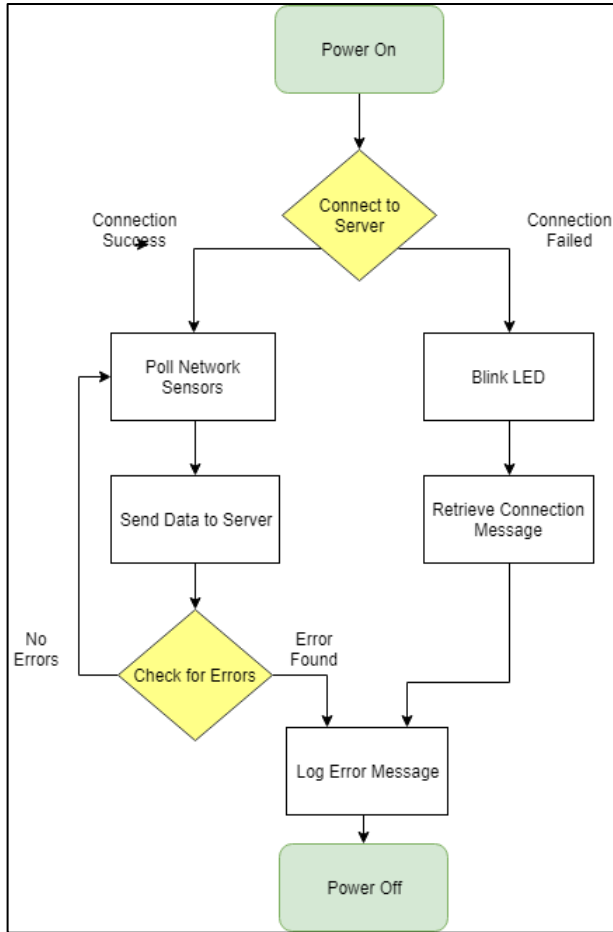 Power On
Connect to
Server
Connection
Success
Connection
Failed
Poll Network
Sensors
Blink LED
Send Data to Server
Retrieve Connection
Message
No
Errors
Check for Errors
Error
Found
Log Error Message
Power Off